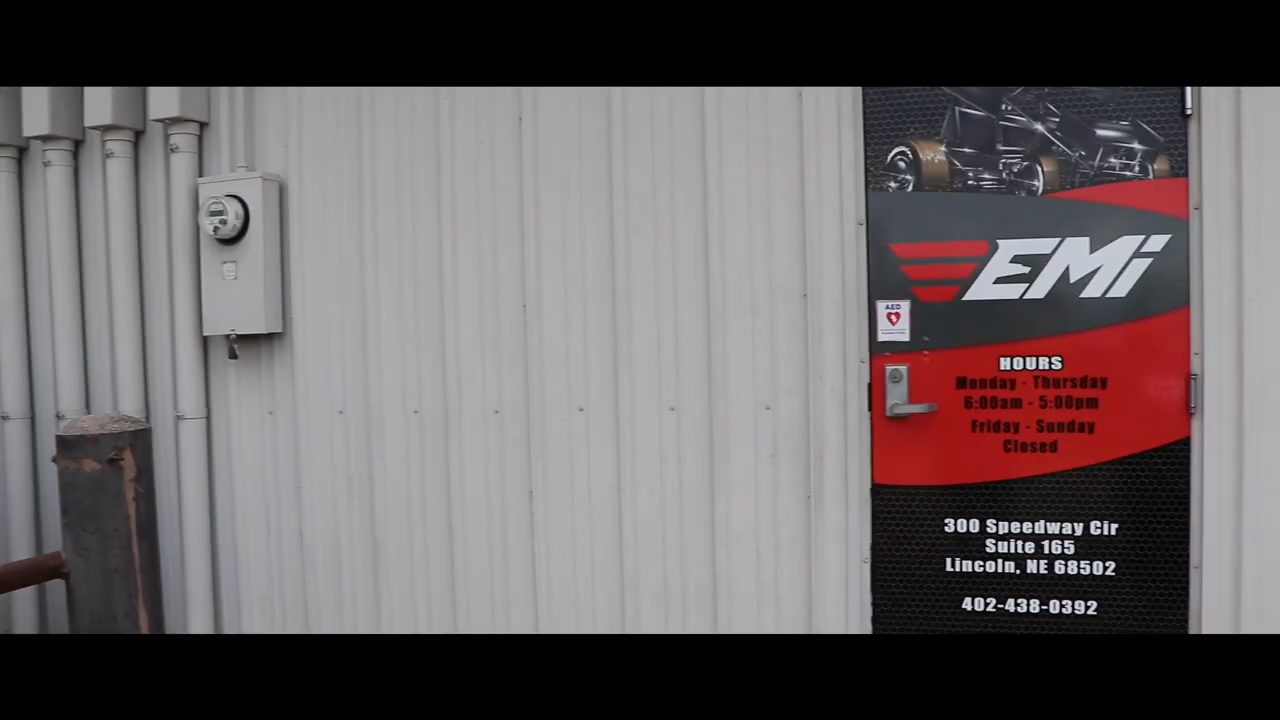 EMi
AED
HOURS
Monday - Thursday
6:00am - 5:00pm
Friday - Sunday
Closed
300 Speedway Cir
Suite 165
Lincoln, NE 68502
402-438-0392